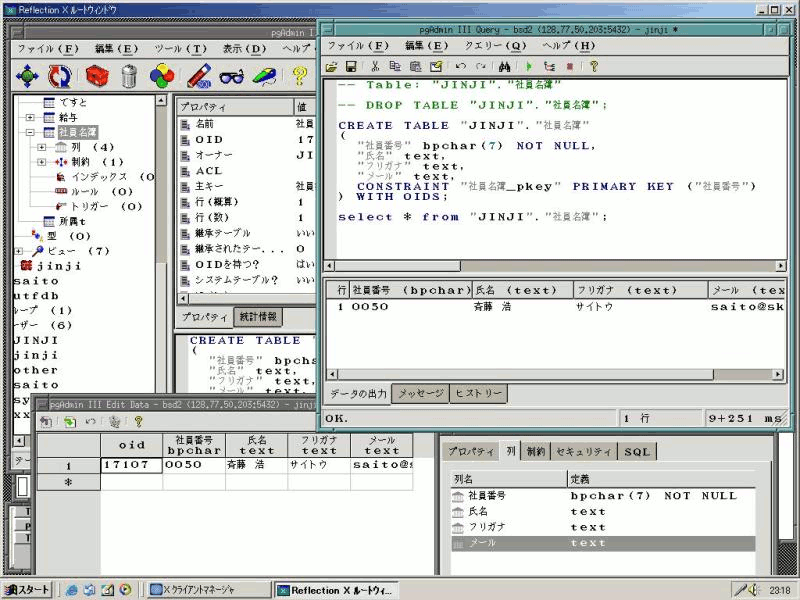 Reflection X ルートウィンドウ
pgAdmin I
ファイル(F) 編集(E) ツール(T) 表示(D) ヘルプ
てすと
給与
社員名簿
列 (4)
制約 (1)
インデックス (0
ルール (0)
トリガー (0)
所属t
型 (0)
ビュー (7)
jinji
saito
utfdb
ループ (1)
ーザー (6)
JINJI
jinji
other
saito
プロパティ 値
名前 社員
OID 17
オーナー JI
ACL
主キー 社員
行(概算) 1
行(数) 1
継承テーブル いい
継承されたテー... 0
OIDを持つ? はい
システムテーブル? いい
プロパティ 統計情報
CREATE TABLE "
(
"社員番号" bpcha
"氏名" text,
"フリガナ" text,
"メール" text,
pgAdmin III Query - bsd2 (128.77.50.203:5432) - jinji *
ファイル(F) 編集(E) クエリー(Q) ヘルプ(H)
-- Table: "JINJI"."社員名簿"
-- DROP TABLE "JINJI"."社員名簿";
CREATE TABLE "JINJI"."社員名簿"
(
"社員番号" bpchar(7) NOT NULL,
"氏名" text,
"フリガナ" text,
"メール" text,
CONSTRAINT "社員名簿_pkey" PRIMARY KEY ("社員番号")
) WITH OIDS;
select * from "JINJI"."社員名簿";
行 社員番号 (bpchar) 氏名 (text) フリガナ (text) メール (tex
1 0050 斉藤 浩 サイトウ saito@sk
データの出力 メッセージ ヒストリー
OK. 1 行 9+251 ms
pgAdmin III Edit Data - bsd2 (128.77.50.203:5432) - jinji
oid 社員番号 bpchar 氏名 text フリガナ text メール text
1 17107 0050 斉藤 浩 サイトウ saito@s
*
プロパティ 列 制約 セキュリティ SQL
列名 定義
社員番号 bpchar(7) NOT NULL
氏名 text
フリガナ text
メール text
スタート Xクライアントマネージャ Reflection X ルートウィ... 23:18